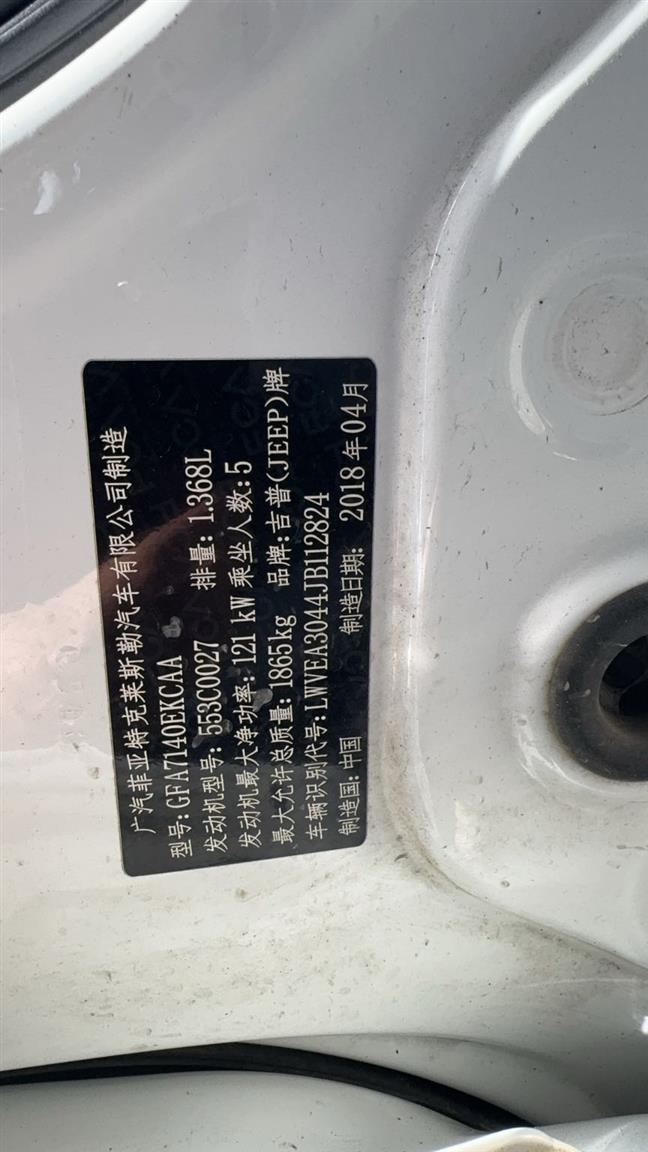 广汽菲亚特克莱斯勒汽车有限公司制造
型号:GFA7140EKCAA
发动机型号:553C0027 排量:1.368L
发动机最大净功率:121 kW 乘坐人数:5
最大允许总质量:1865kg 品牌:吉普(JEEP)牌
车辆识别代号:LWVEA3044JB112824
制造国:中国 制造日期: 2018年04月